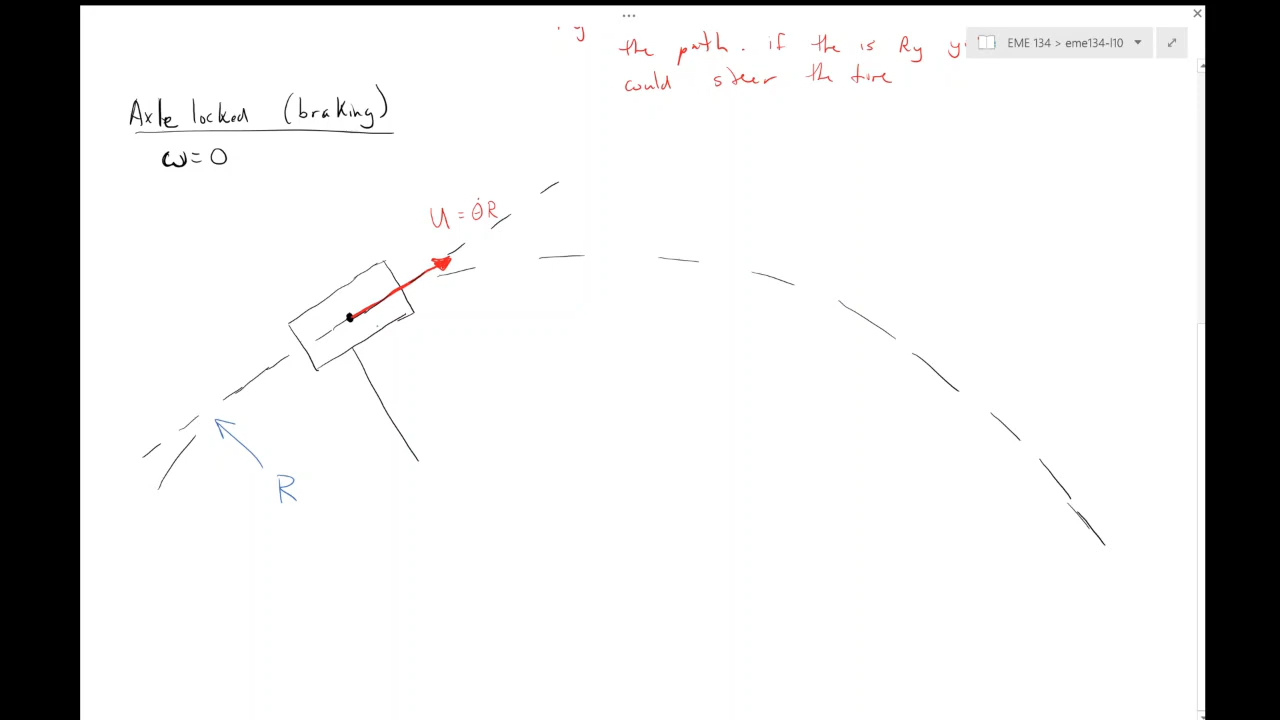 the path. if the is Ry
EME 134 > eme134-l10
could steer the tire
Axle locked (braking)
ω=0
U = θ̇R
R